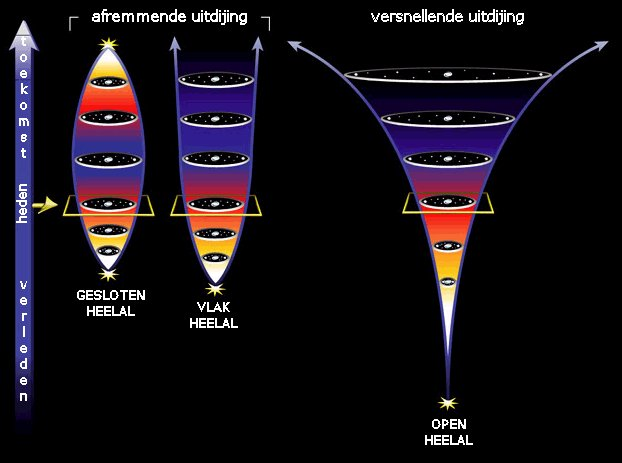 afremmende uitdijing
versnellende uitdijing
toekomst
heden
verleden
GESLOTEN
HEELAL
VLAK
HEELAL
OPEN
HEELAL